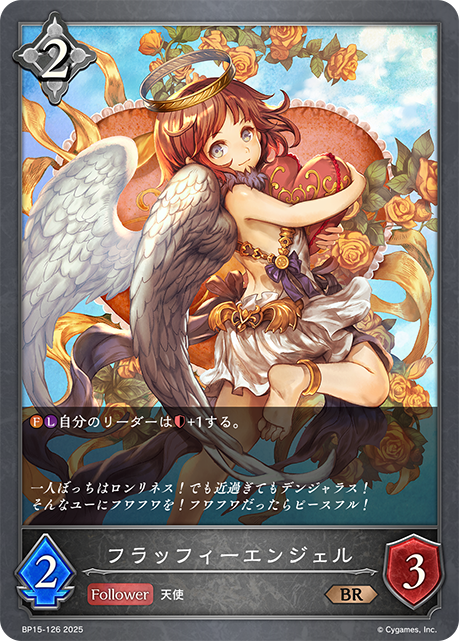 2
F L 自分のリーダーは+1する。
一人ぼっちはロンリネス！でも近過ぎてもデンジャラス！
そんなユーにフワフワを！フワフワだったらピースフル！
フラッフィーエンジェル
2
Follower 天使
BR
3
BP15-126 2025
© Cygames, Inc.